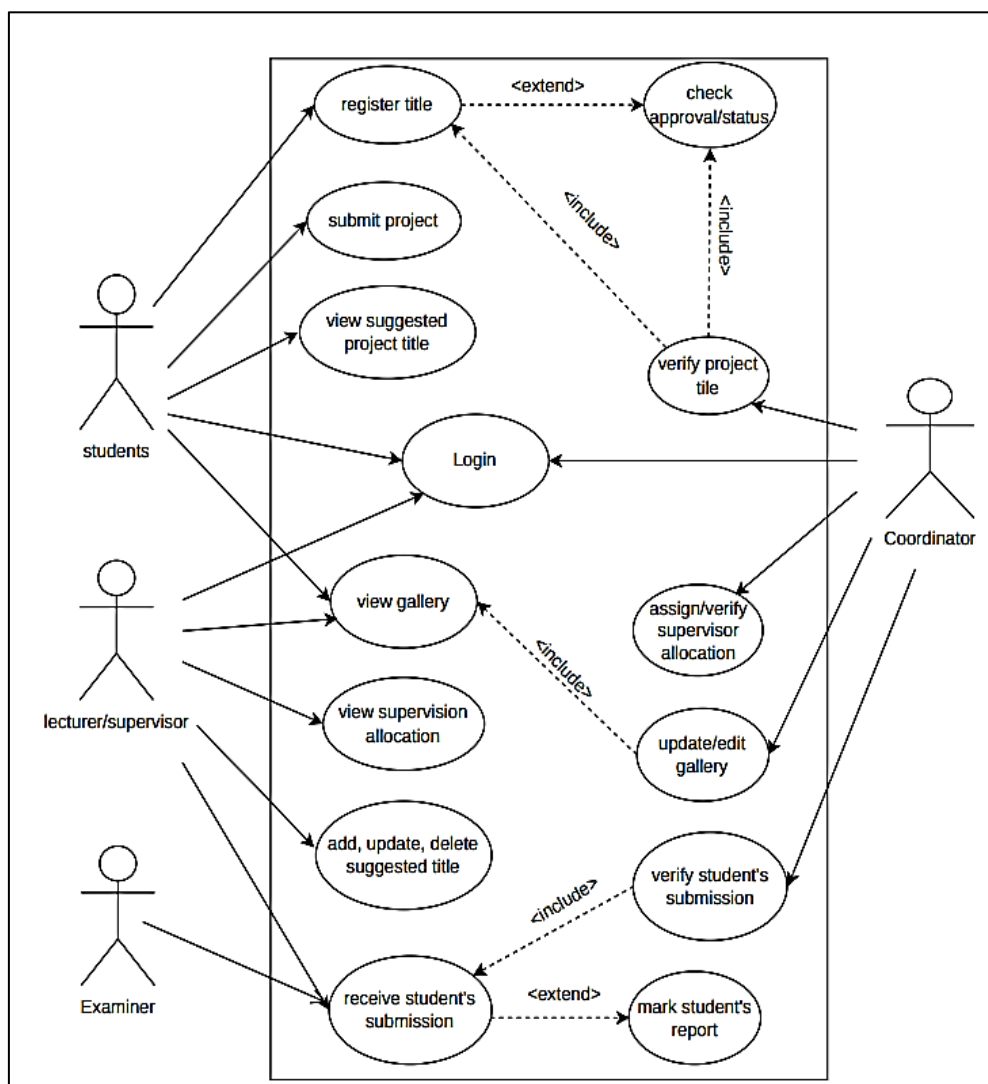 register title
<extend>
check
approval/status
<include>
<include>
submit project
view suggested
project title
verify project
tile
students
Login
Coordinator
view gallery
assign/verify
supervisor
allocation
<include>
lecturer/supervisor
view supervision
allocation
update/edit
gallery
add, update, delete
suggested title
verify student's
submission
<include>
Examiner
receive student's
submission
<extend>
mark student's
report